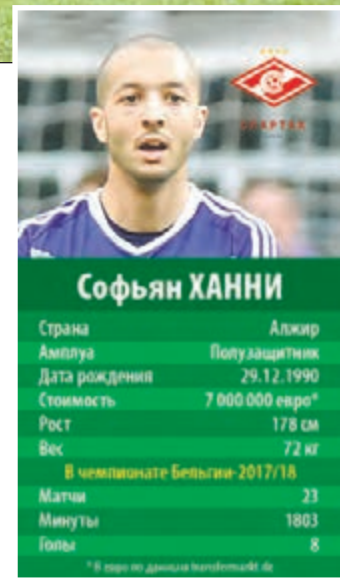 СПАРТАК
Софьян ХАННИ
Страна Алжир
Амплуа Полузащитник
Дата рождения 29.12.1990
Стоимость 7 000 000 евро*
Рост 178 см
Вес 72 кг
В чемпионате Бельгии-2017/18
Матчи 23
Минуты 1803
Голы 8
* В евро по данным transfermarkt.de